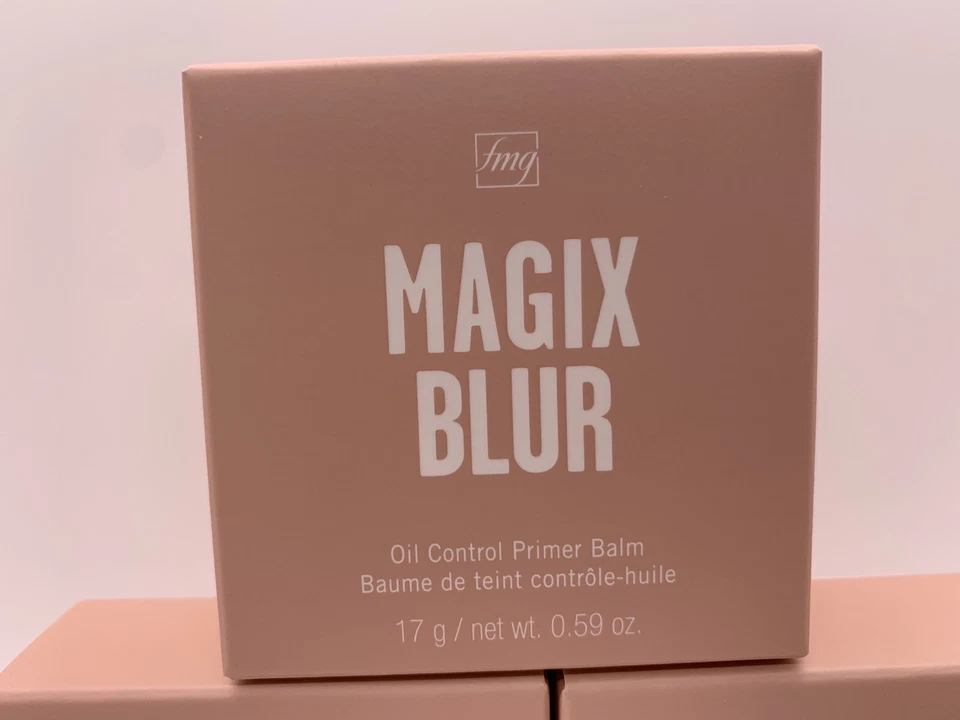 fmg
MAGIX
BLUR
Oil Control Primer Balm
Baume de teint contrôle-huile
17 g / net wt. 0.59 oz.